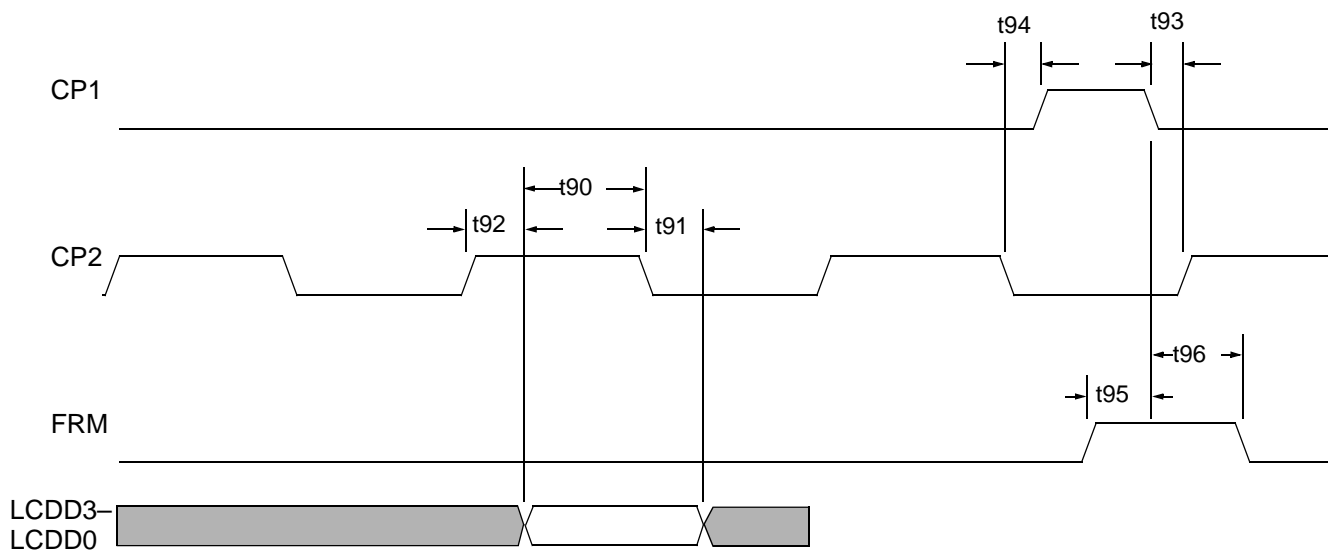 t94
t93
CP1
t90
t92
t91
CP2
t96
t95
FRM
LCDD3–
LCDD0